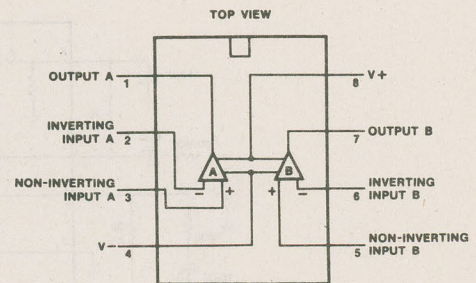 TOP VIEW
OUTPUT A
1
8
V+
INVERTING
INPUT A
2
7
OUTPUT B
A
B
- +
+ -
NON-INVERTING
INPUT A
3
6
INVERTING
INPUT B
V-
4
5
NON-INVERTING
INPUT B